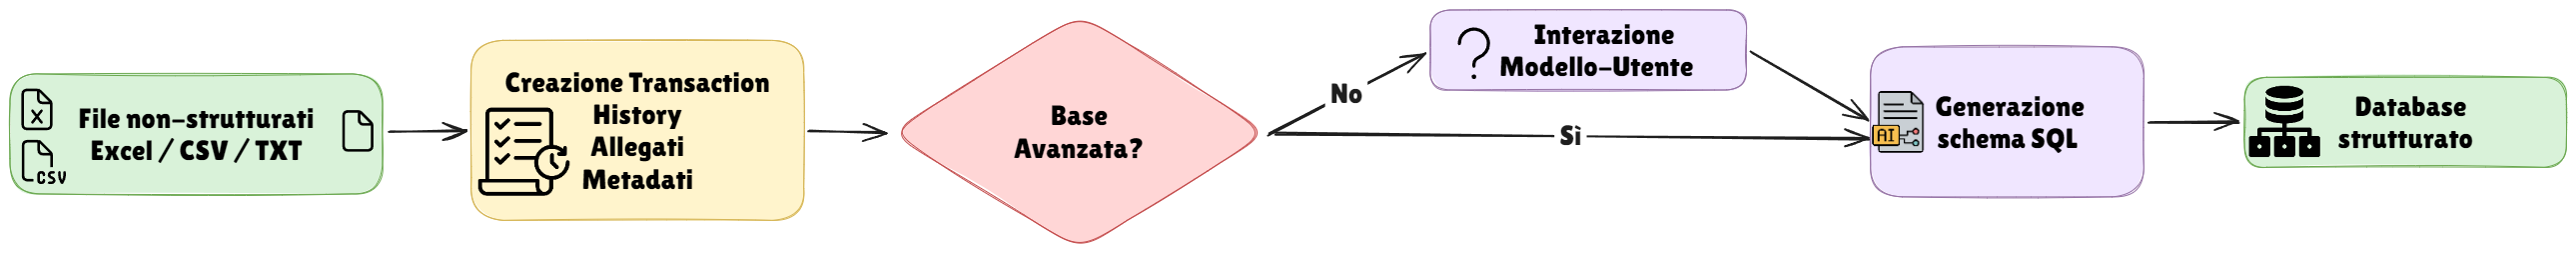 X
CSV
File non-strutturati
Excel / CSV / TXT
Creazione Transaction
History
Allegati
Metadati
Base
Avanzata?
No
Sì
?
Interazione
Modello-Utente
AI
Generazione
schema SQL
Database
strutturato